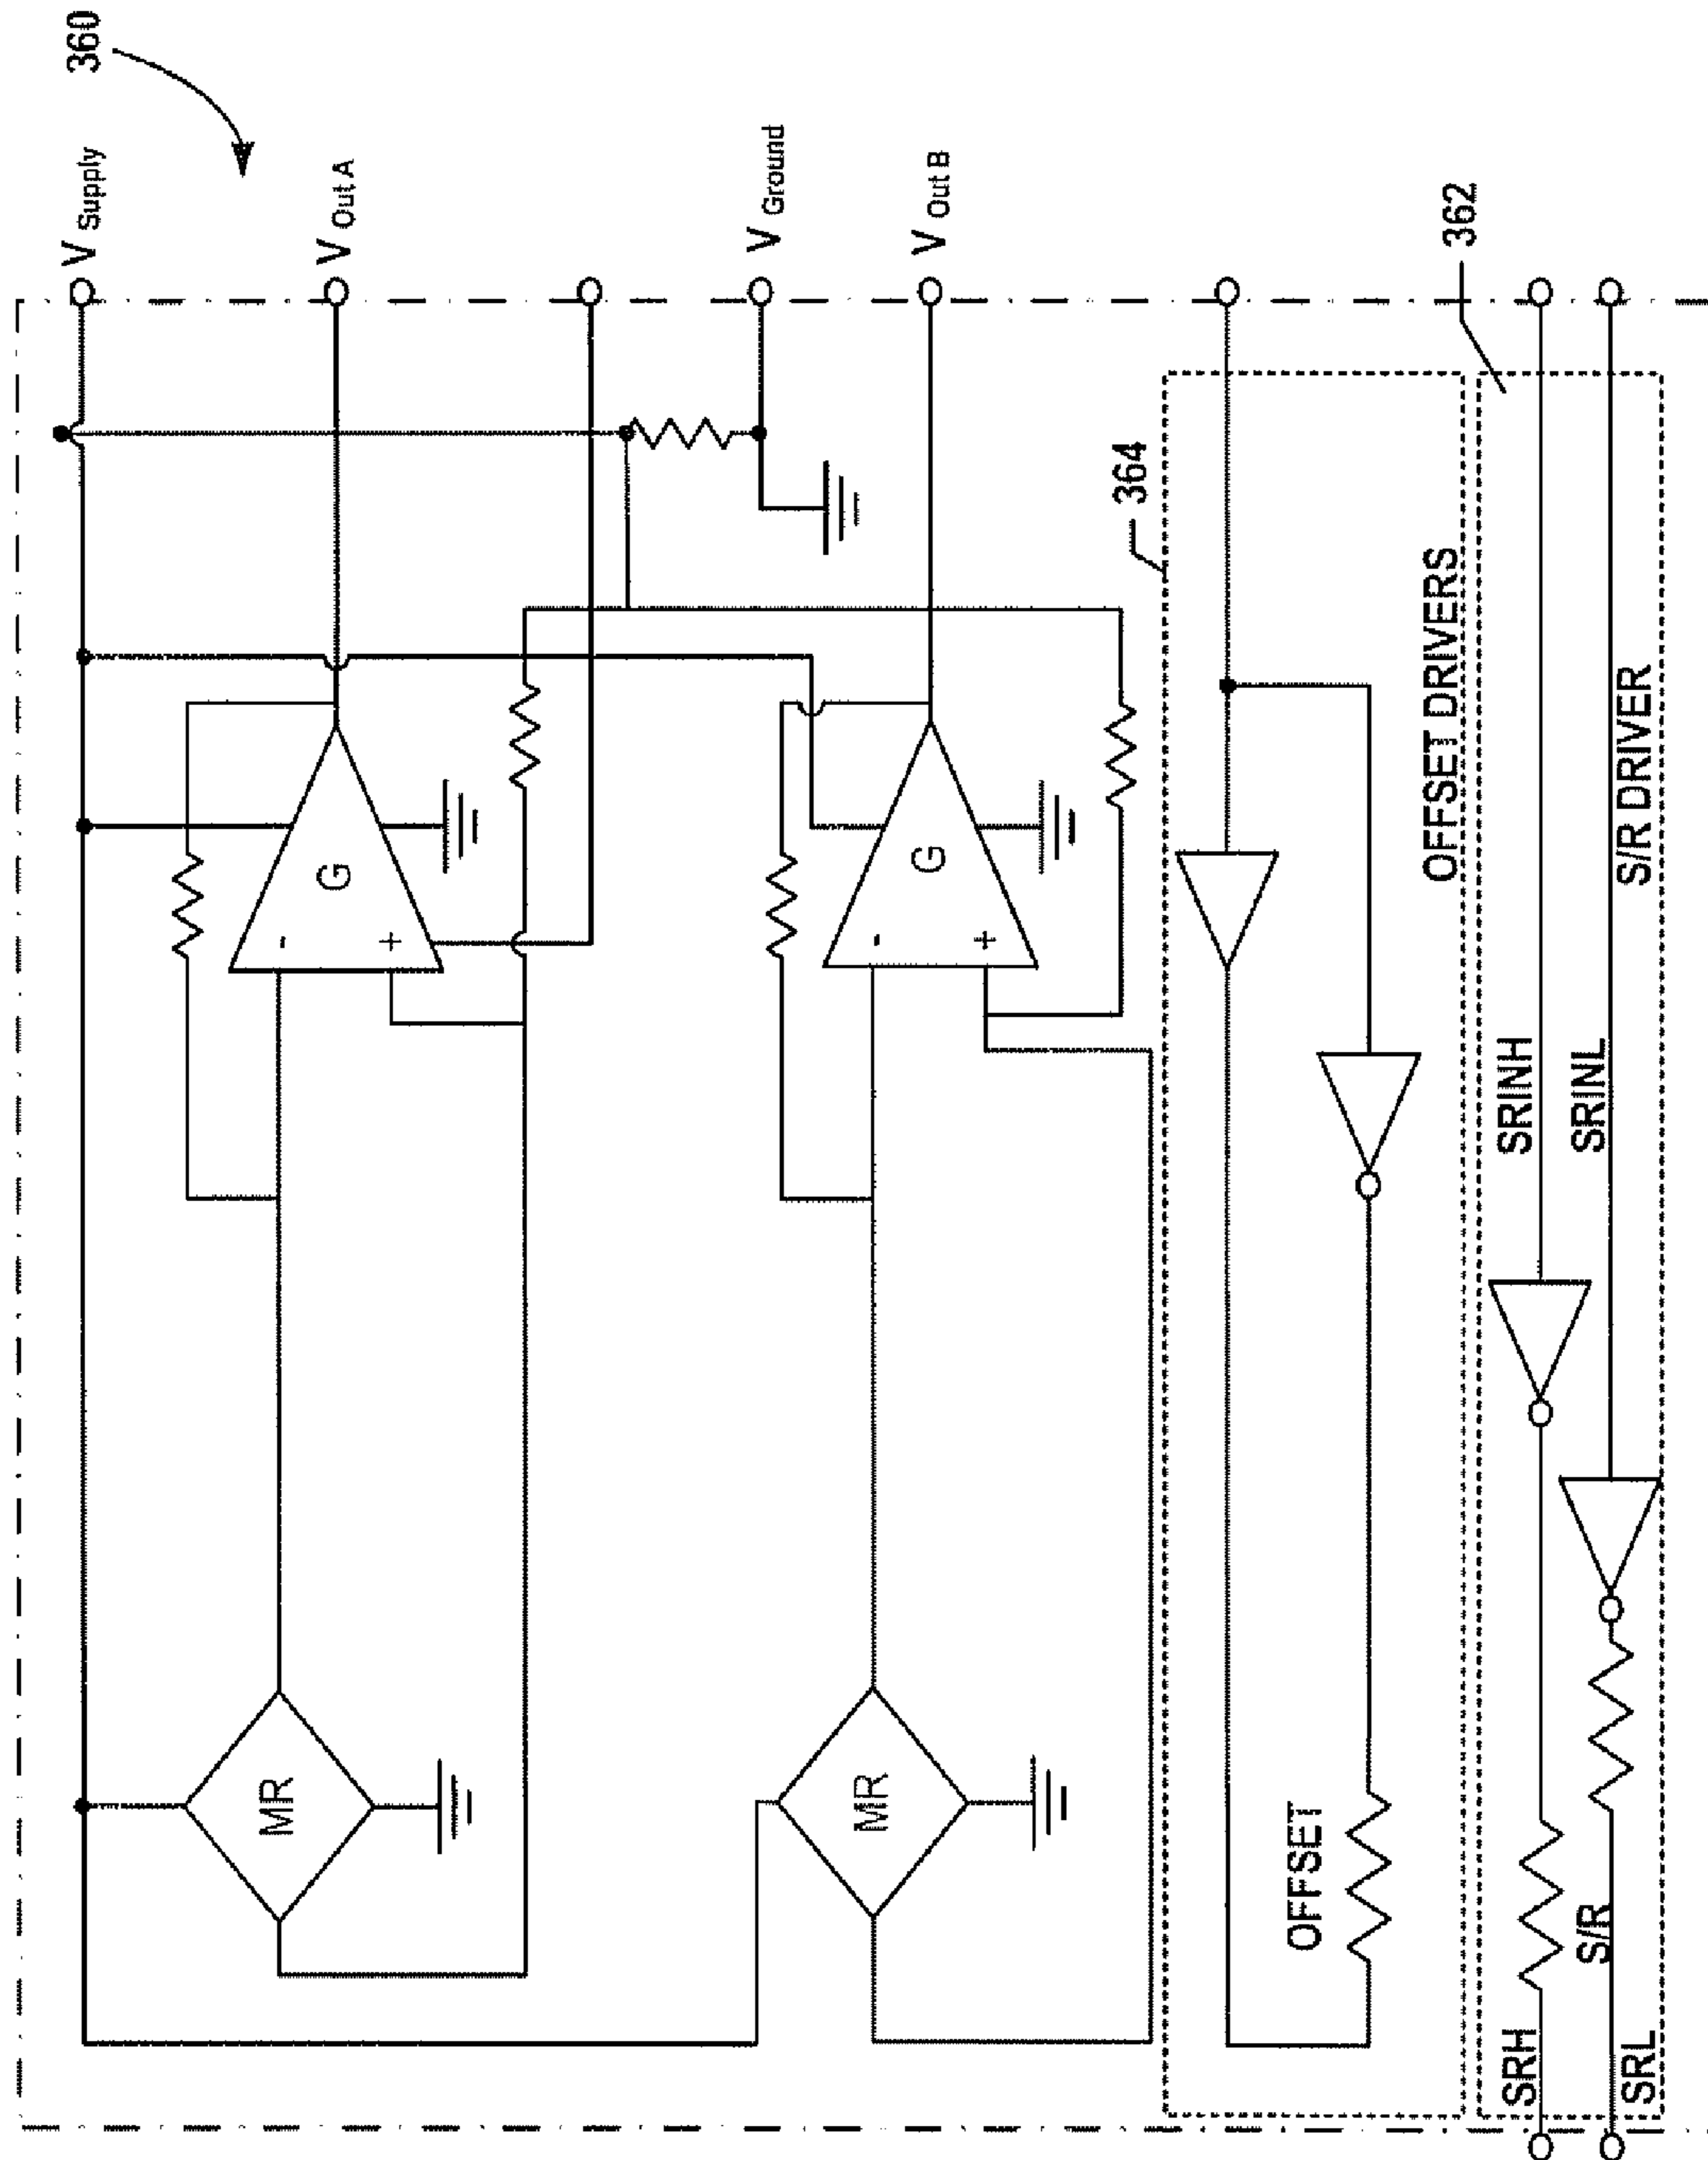 360
V Supply
V Out A
V Ground
V Out B
362
364
G
-
+
G
-
+
OFFSET DRIVERS
S/R DRIVER
SRINH
SRINL
MR
MR
OFFSET
S/R
SRH
SRL